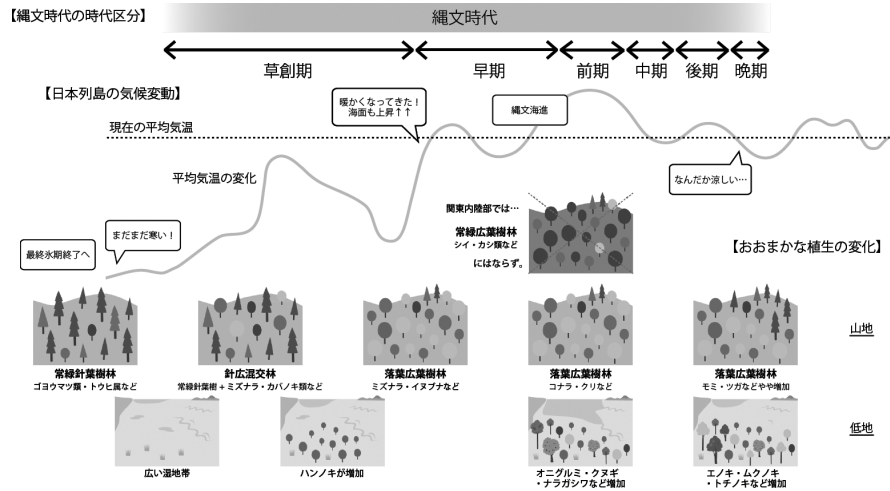 【縄文時代の時代区分】
縄文時代
草創期
早期
前期
中期
後期
晩期
【日本列島の気候変動】
暖かくなってきた！
海面も上昇↑↑
縄文海進
現在の平均気温
平均気温の変化
なんだか涼しい…
まだまだ寒い！
最終氷期終了へ
関東内陸部では…
常緑広葉樹林
シイ・カシ類など
にはならず。
【おおまかな植生の変化】
山地
常緑針葉樹林
ゴヨウマツ類・トウヒ属など
針広混交林
常緑針葉樹＋ミズナラ・カバノキ類など
落葉広葉樹林
ミズナラ・イヌブナなど
落葉広葉樹林
コナラ・クリなど
落葉広葉樹林
モミ・ツガなどやや増加
低地
広い湿地帯
ハンノキが増加
オニグルミ・クヌギ
・ナラガシワなど増加
エノキ・ムクノキ
・トチノキなど増加